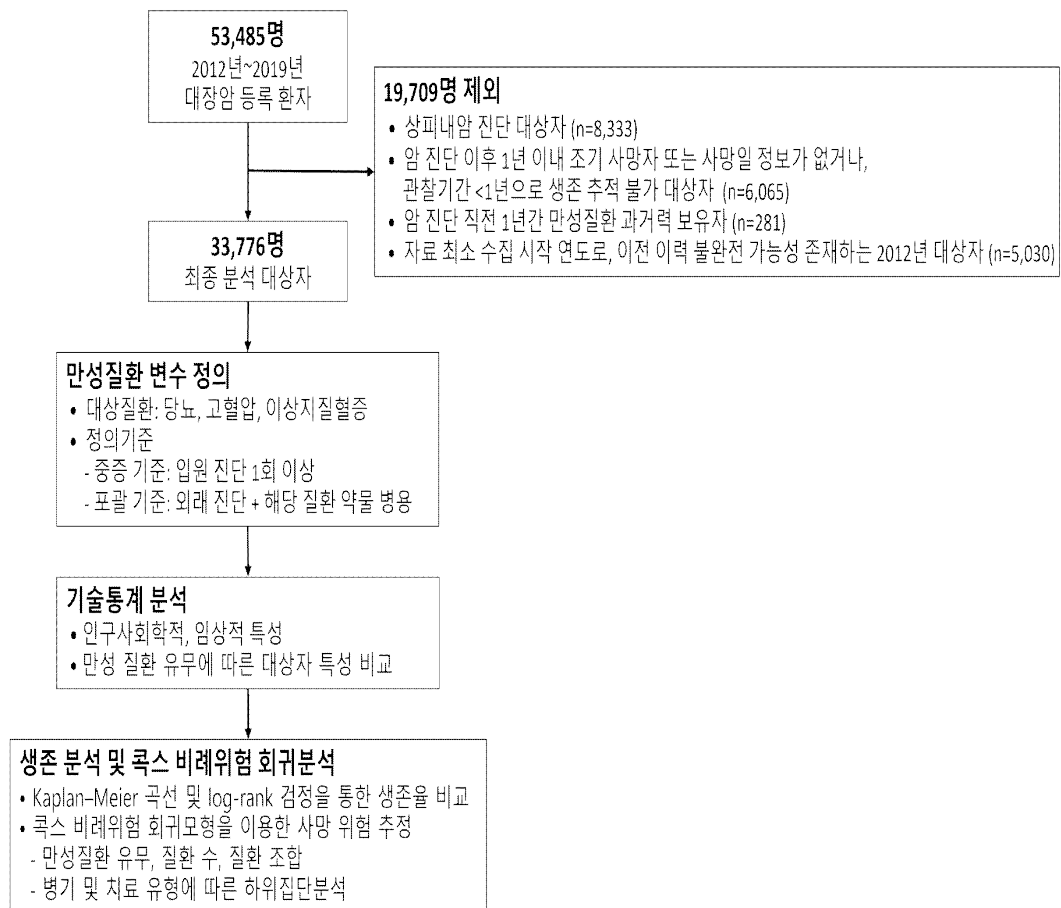 53,485명
2012년~2019년
대장암 등록 환자
19,709명 제외
• 상피내암 진단 대상자 (n=8,333)
• 암 진단 이후 1년 이내 조기 사망자 또는 사망일 정보가 없거나,
관찰기간 <1년으로 생존 추적 불가 대상자 (n=6,065)
• 암 진단 직전 1년간 만성질환 과거력 보유자 (n=281)
• 자료 최소 수집 시작 연도로, 이전 이력 불완전 가능성 존재하는 2012년 대상자 (n=5,030)
33,776명
최종 분석 대상자
만성질환 변수 정의
• 대상질환: 당뇨, 고혈압, 이상지질혈증
• 정의기준
- 중증 기준: 입원 진단 1회 이상
- 포괄 기준: 외래 진단 + 해당 질환 약물 병용
기술통계 분석
• 인구사회학적, 임상적 특성
• 만성 질환 유무에 따른 대상자 특성 비교
생존 분석 및 콕스 비례위험 회귀분석
• Kaplan–Meier 곡선 및 log-rank 검정을 통한 생존율 비교
• 콕스 비례위험 회귀모형을 이용한 사망 위험 추정
- 만성질환 유무, 질환 수, 질환 조합
- 병기 및 치료 유형에 따른 하위집단분석